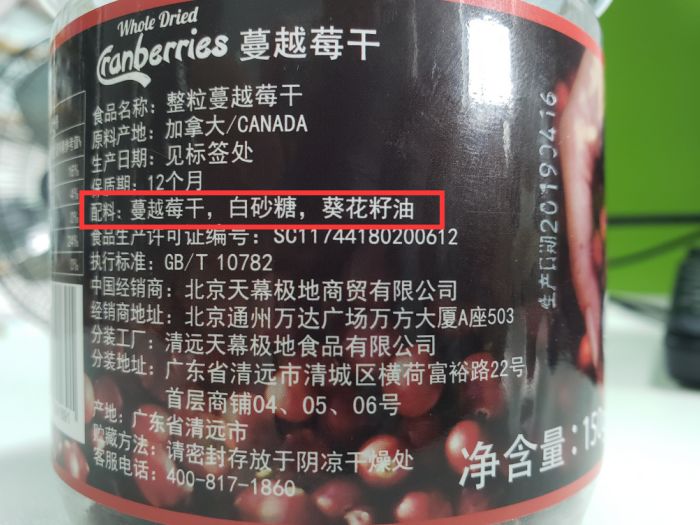 Whole Dried
Cranberries 蔓越莓干
食品名称：整粒蔓越莓干
原料产地：加拿大/CANADA
生产日期：见标签处
保质期：12个月
配料：蔓越莓干，白砂糖，葵花籽油
食品生产许可证编号：SC11744180200612
执行标准：GB/T 10782
中国经销商：北京天幕极地商贸有限公司
地址：北京通州万达广场万方大厦A座503
分装工厂：清远天幕极地食品有限公司
分装地址：广东省清远市清城区横荷富裕路22号
首层商铺04、05、06号
产地：广东省清远市
贮藏方法：请密封存放于阴凉干燥处
客服电话：400-817-1860
净含量：
生产日期20190416